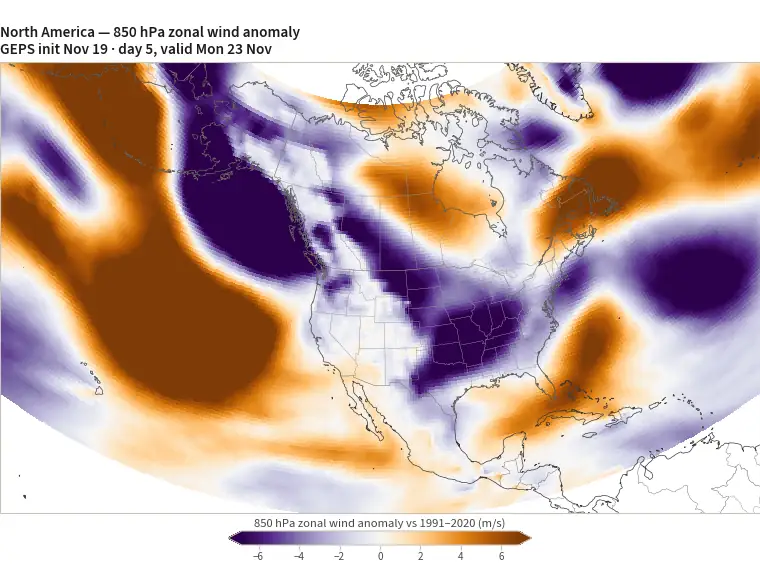 North America — 850 hPa zonal wind anomaly
GEPS init Nov 19 · day 5, valid Mon 23 Nov
850 hPa zonal wind anomaly vs 1991–2020 (m/s)
−6 −4 −2 0 2 4 6